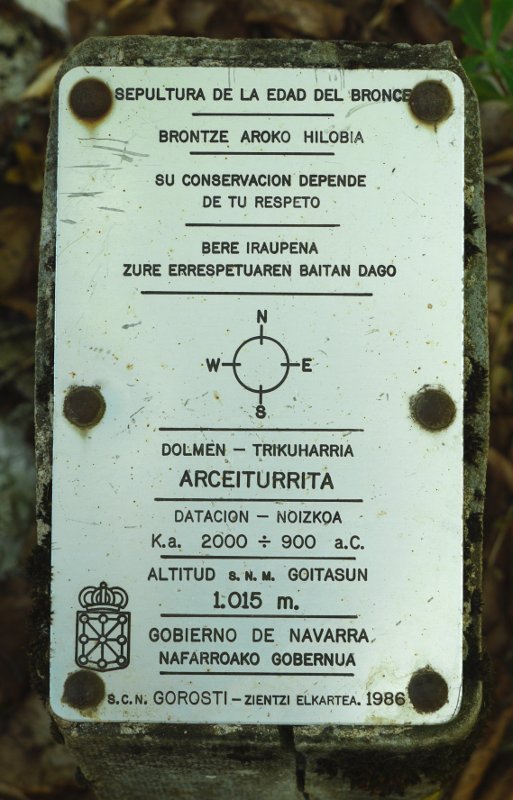 SEPULTURA DE LA EDAD DEL BRONCE
BRONTZE AROKO HILOBIA
SU CONSERVACION DEPENDE
DE TU RESPETO
BERE IRAUPENA
ZURE ERRESPETUAREN BAITAN DAGO
N
W E
S
DOLMEN – TRIKUHARRIA
ARCEITURRITA
DATACION – NOIZKOA
K.a. 2000 ÷ 900 a.C.
ALTITUD S.N.M. GOITASUN
1.015 m.
GOBIERNO DE NAVARRA
NAFARROAKO GOBERNUA
S.C.N. GOROSTI – ZIENTZI ELKARTEA. 1986